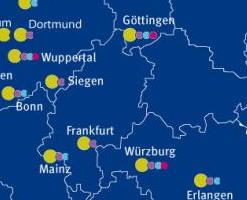 Dortmund
Göttingen
Wuppertal
Siegen
Bonn
Frankfurt
Mainz
Würzburg
Erlangen